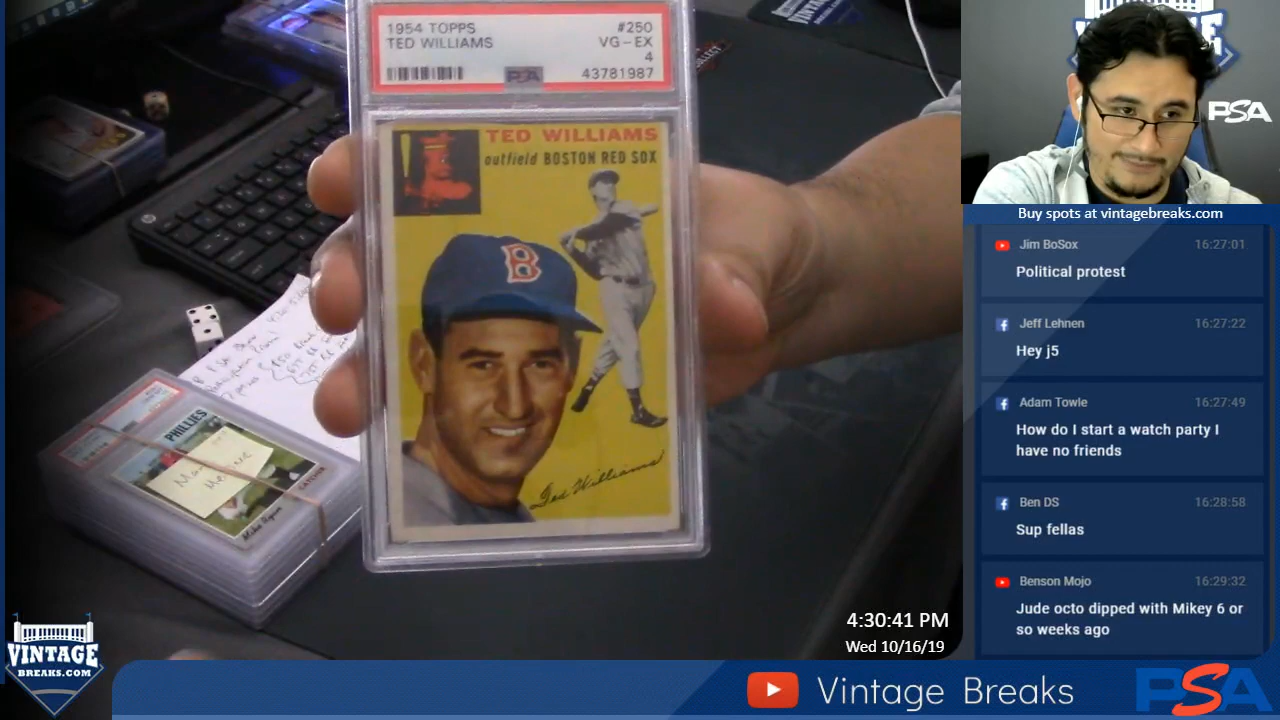 1954 TOPPS #250
TED WILLIAMS VG-EX
4
PSA 43781987
TED WILLIAMS
outfield BOSTON RED SOX
B
Ted Williams
PHILLIES
CATCHER
Mike Ryan
PSA
Buy spots at vintagebreaks.com
Jim BoSox 16:27:01
Political protest
Jeff Lehnen 16:27:22
Hey j5
Adam Towle 16:27:49
How do I start a watch party I
have no friends
Ben DS 16:28:58
Sup fellas
Benson Mojo 16:29:32
Jude octo dipped with Mikey 6 or
so weeks ago
4:30:41 PM
Wed 10/16/19
VINTAGE
BREAKS.COM
Vintage Breaks
PSA